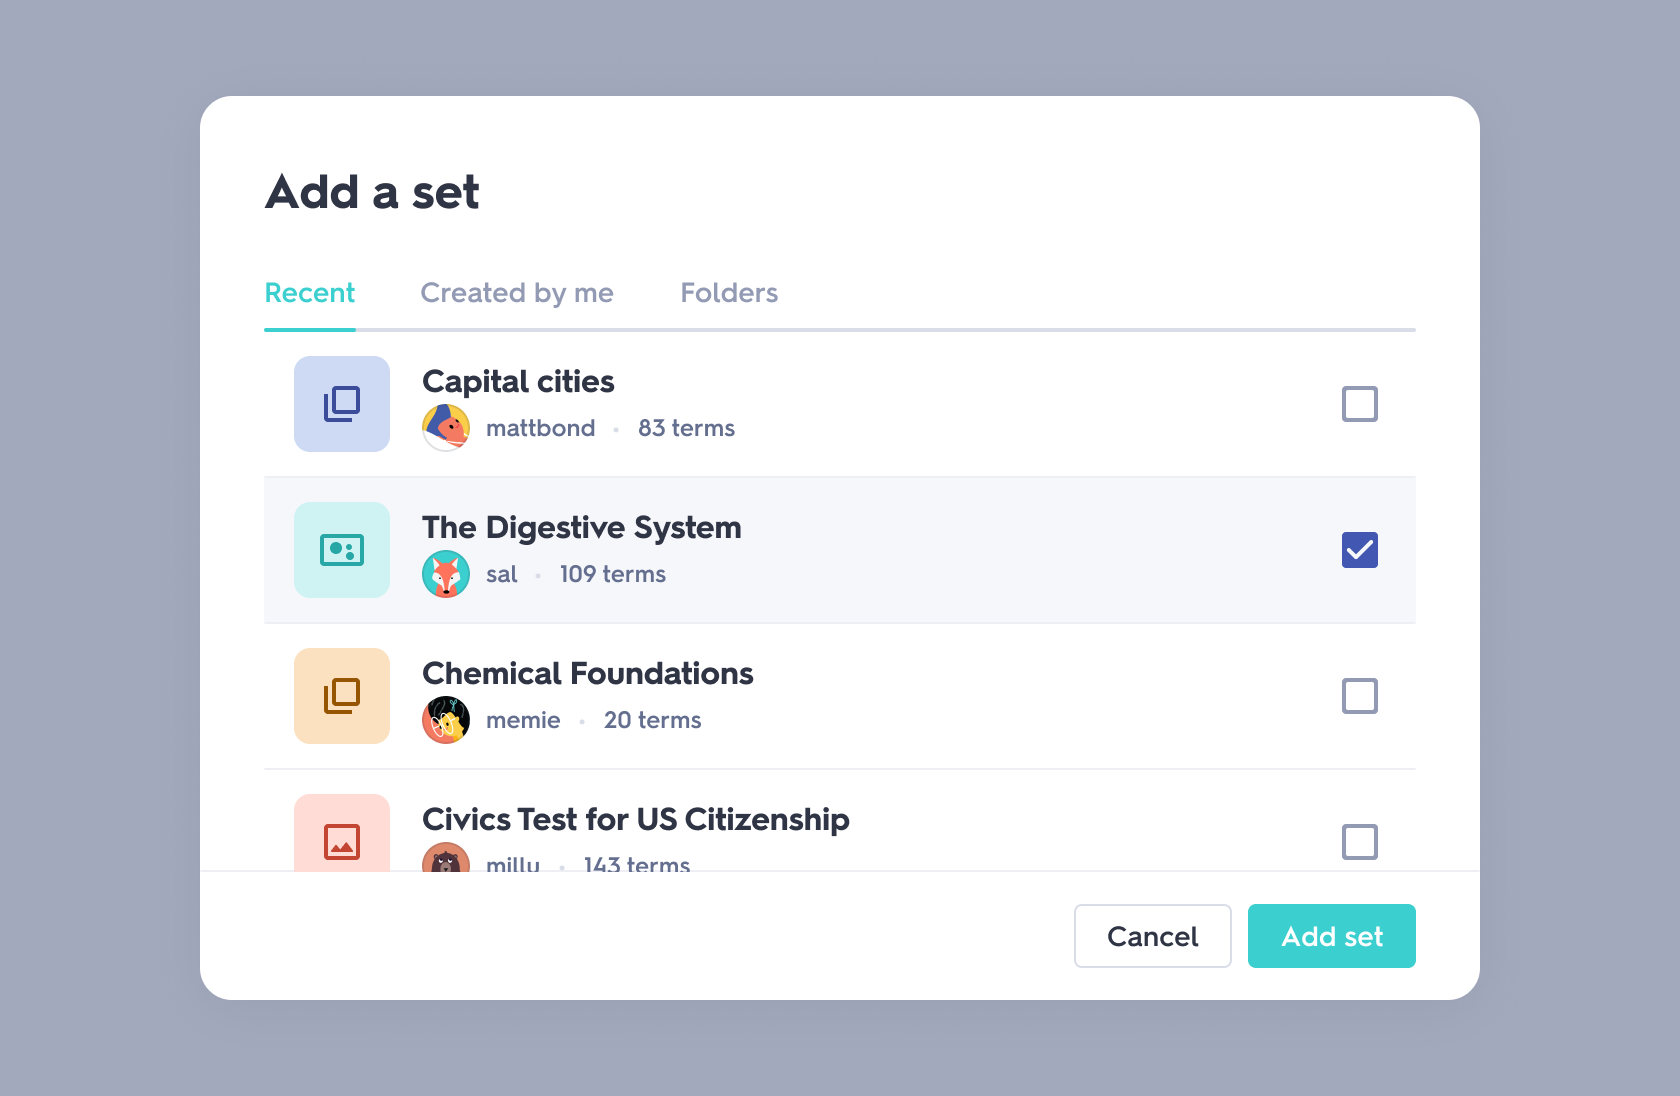 Add a set
Recent Created by me Folders
Capital cities
mattbond • 83 terms
The Digestive System
sal • 109 terms
Chemical Foundations
memie • 20 terms
Civics Test for US Citizenship
milly • 143 terms
Cancel Add set